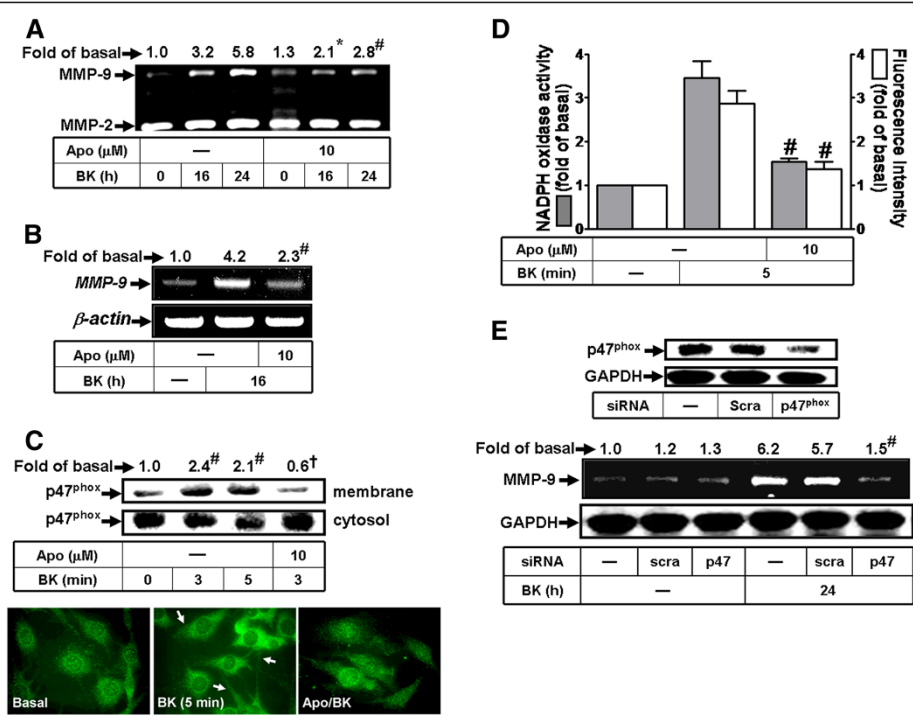 A
Fold of basal 1.0 3.2 5.8 1.3 2.1* 2.8#
MMP-9
MMP-2
Apo (μM) — 10
BK (h) 0 16 24 0 16 24
B
Fold of basal 1.0 4.2 2.3#
MMP-9
β-actin
Apo (μM) — 10
BK (h) — 16
C
Fold of basal 1.0 2.4# 2.1# 0.6†
p47phox membrane
p47phox cytosol
Apo (μM) — 10
BK (min) 0 3 5 3
Basal
BK (5 min)
Apo/BK
D
NADPH oxidase activity
(fold of basal)
4
3
2
1
0
# #
4
3
2
1
0
Fluorescence Intensity
(fold of basal)
Apo (μM) — 10
BK (min) — 5
E
p47phox
GAPDH
siRNA — Scra p47phox
Fold of basal 1.0 1.2 1.3 6.2 5.7 1.5#
MMP-9
GAPDH
siRNA — scra p47 — scra p47
BK (h) — 24